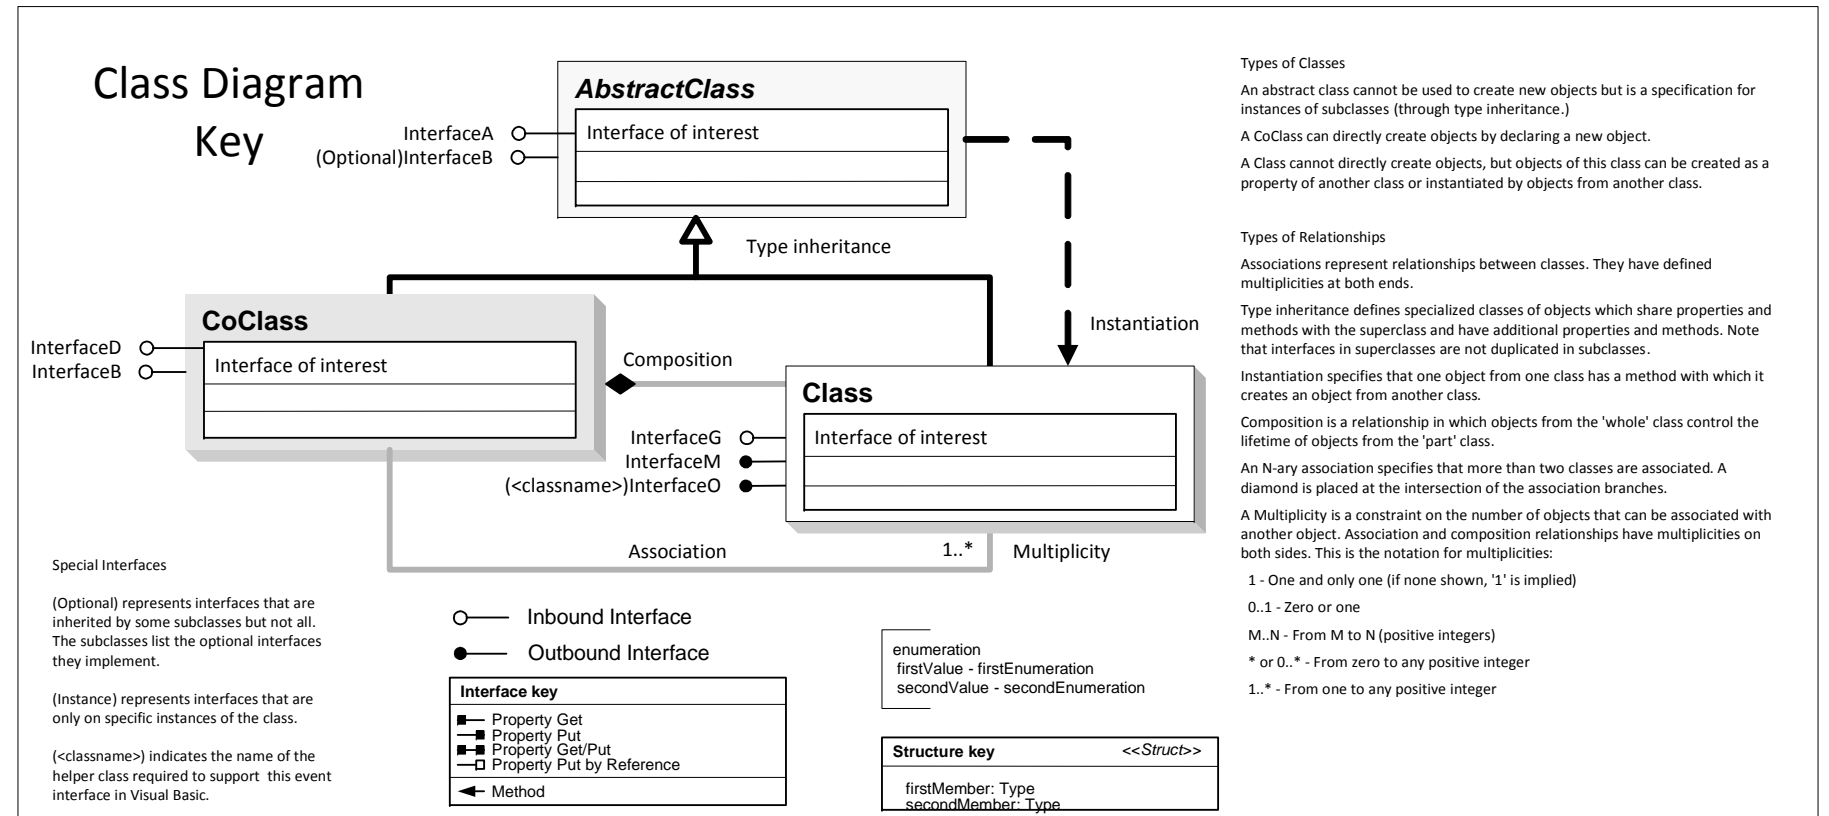 Class Diagram
Key
AbstractClass
Interface of interest
InterfaceA
(Optional)InterfaceB
Type inheritance
Instantiation
CoClass
Interface of interest
InterfaceD
InterfaceB
Composition
Class
Interface of interest
InterfaceG
InterfaceM
(<classname>)InterfaceO
Association
1..*
Multiplicity
Special Interfaces
(Optional) represents interfaces that are
inherited by some subclasses but not all.
The subclasses list the optional interfaces
they implement.
(Instance) represents interfaces that are
only on specific instances of the class.
(<classname>) indicates the name of the
helper class required to support  this event
interface in Visual Basic.
Inbound Interface
Outbound Interface
Interface key
Property Get
Property Put
Property Get/Put
Property Put by Reference
Method
enumeration
firstValue - firstEnumeration
secondValue - secondEnumeration
Structure key <<Struct>>
firstMember: Type
secondMember: Type
Types of Classes
An abstract class cannot be used to create new objects but is a specification for
instances of subclasses (through type inheritance.)
A CoClass can directly create objects by declaring a new object.
A Class cannot directly create objects, but objects of this class can be created as a
property of another class or instantiated by objects from another class.
Types of Relationships
Associations represent relationships between classes. They have defined
multiplicities at both ends.
Type inheritance defines specialized classes of objects which share properties and
methods with the superclass and have additional properties and methods. Note
that interfaces in superclasses are not duplicated in subclasses.
Instantiation specifies that one object from one class has a method with which it
creates an object from another class.
Composition is a relationship in which objects from the 'whole' class control the
lifetime of objects from the 'part' class.
An N-ary association specifies that more than two classes are associated. A
diamond is placed at the intersection of the association branches.
A Multiplicity is a constraint on the number of objects that can be associated with
another object. Association and composition relationships have multiplicities on
both sides. This is the notation for multiplicities:
1 - One and only one (if none shown, '1' is implied)
0..1 - Zero or one
M..N - From M to N (positive integers)
* or 0..* - From zero to any positive integer
1..* - From one to any positive integer